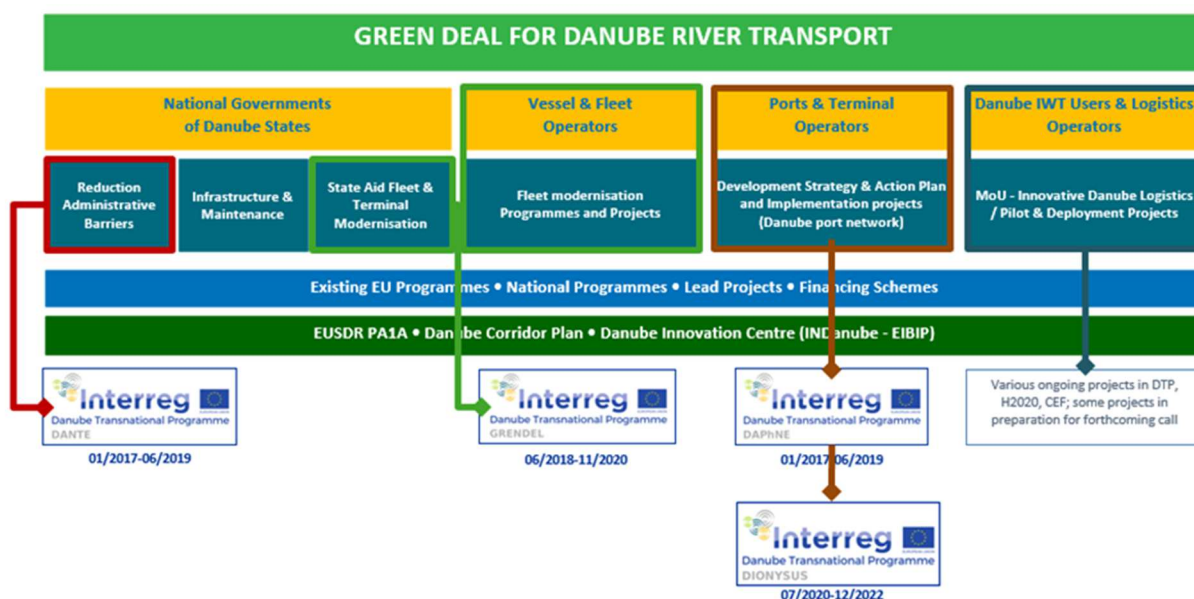 GREEN DEAL FOR DANUBE RIVER TRANSPORT
National Governments
of Danube States
Vessel & Fleet
Operators
Ports & Terminal
Operators
Danube IWT Users & Logistics
Operators
Reduction
Administrative
Barriers
Infrastructure &
Maintenance
State Aid Fleet &
Terminal
Modernisation
Fleet modernisation
Programmes and Projects
Development Strategy & Action Plan
and Implementation projects
(Danube port network)
MoU - Innovative Danube Logistics
/ Pilot & Deployment Projects
Existing EU Programmes • National Programmes • Lead Projects • Financing Schemes
EUSDR PA1A • Danube Corridor Plan • Danube Innovation Centre (INDanube - EIBIP)
Interreg
Danube Transnational Programme
DANTE
01/2017-06/2019
Interreg
Danube Transnational Programme
GRENDEL
06/2018-11/2020
Interreg
Danube Transnational Programme
DAPhNE
01/2017-06/2019
Various ongoing projects in DTP,
H2020, CEF; some projects in
preparation for forthcoming call
Interreg
Danube Transnational Programme
DIONYSUS
07/2020-12/2022